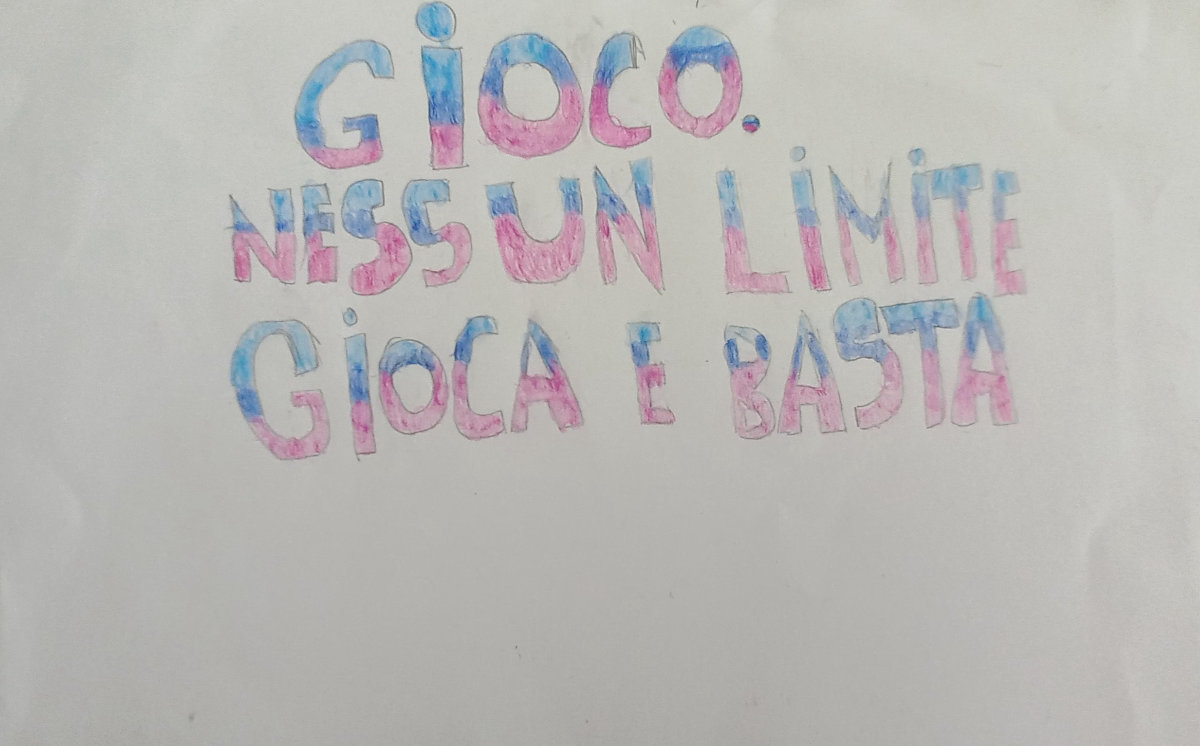 GiOCO.
NESSUN LiMiTE
GiOCA E BASTA